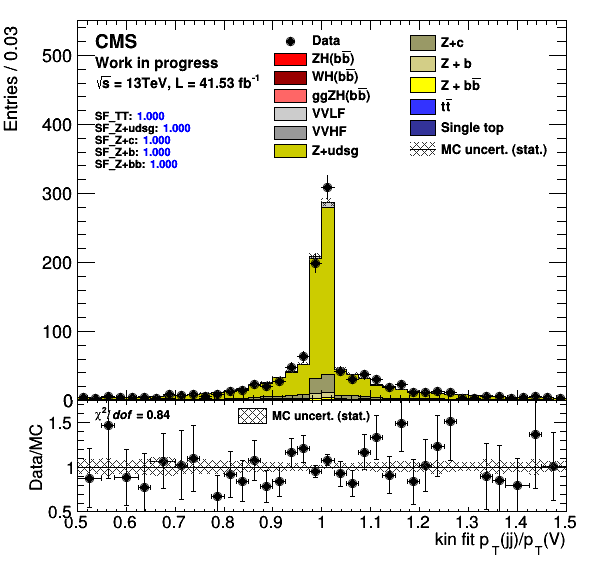 Entries / 0.03
500
400
300
200
100
0
CMS
Work in progress
√s = 13TeV, L = 41.53 fb⁻¹
SF_TT: 1.000
SF_Z+udsg: 1.000
SF_Z+c: 1.000
SF_Z+b: 1.000
SF_Z+bb: 1.000
Data
ZH(bb̅)
WH(bb̅)
ggZH(bb̅)
VVLF
VVHF
Z+udsg
Z+c
Z + b
Z + bb̅
tt̅
Single top
MC uncert. (stat.)
Data/MC
1.5
1
0.5
χ²/dof = 0.84
MC uncert. (stat.)
0.5 0.6 0.7 0.8 0.9 1 1.1 1.2 1.3 1.4 1.5
kin fit p_T(jj)/p_T(V)